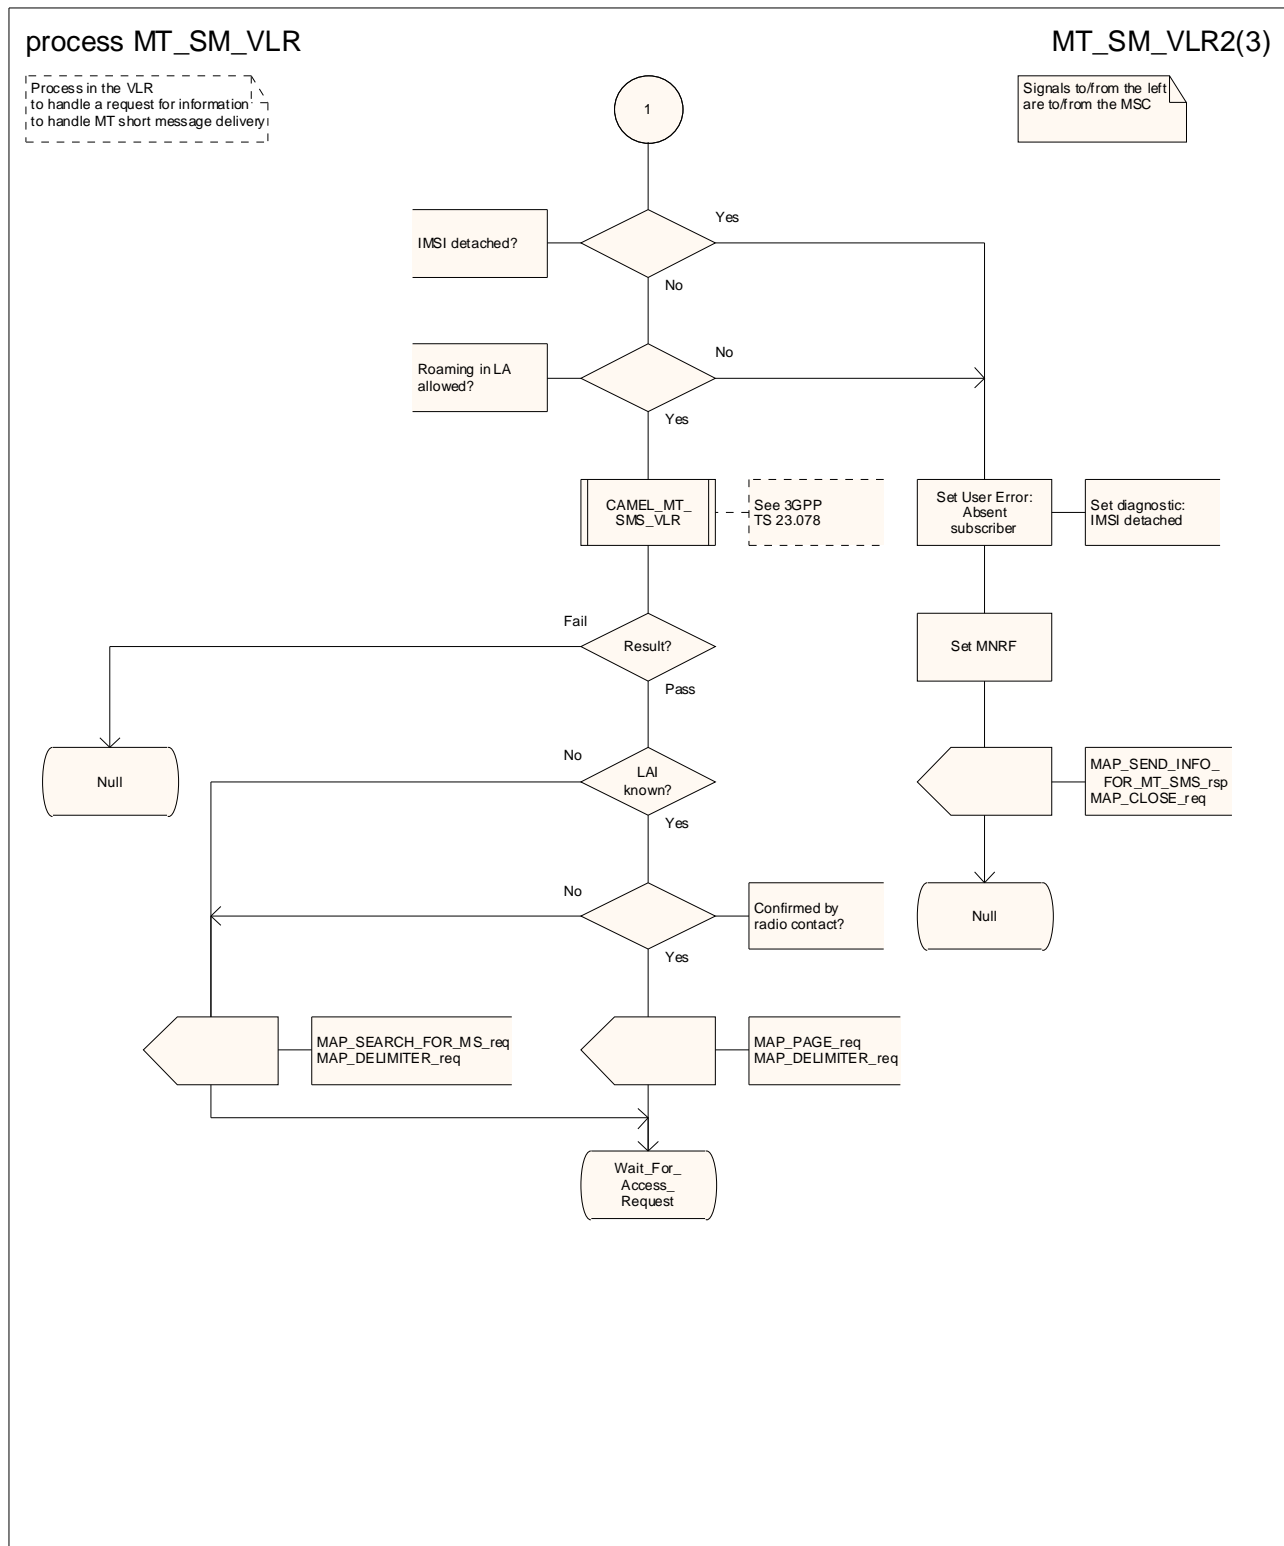 process MT_SM_VLR
MT_SM_VLR2(3)
Process in the VLR
to handle a request for information
to handle MT short message delivery
Signals to/from the left
are to/from the MSC
1
Yes
IMSI detached?
No
No
Roaming in LA
allowed?
Yes
CAMEL_MT_
SMS_VLR
See 3GPP
TS 23.078
Set User Error:
Absent
subscriber
Set diagnostic:
IMSI detached
Fail
Result?
Set MNRF
Pass
No
LAI
known?
Null
MAP_SEND_INFO_
FOR_MT_SMS_rsp
MAP_CLOSE_req
Yes
No
Confirmed by
radio contact?
Null
Yes
MAP_SEARCH_FOR_MS_req
MAP_DELIMITER_req
MAP_PAGE_req
MAP_DELIMITER_req
Wait_For_
Access_
Request